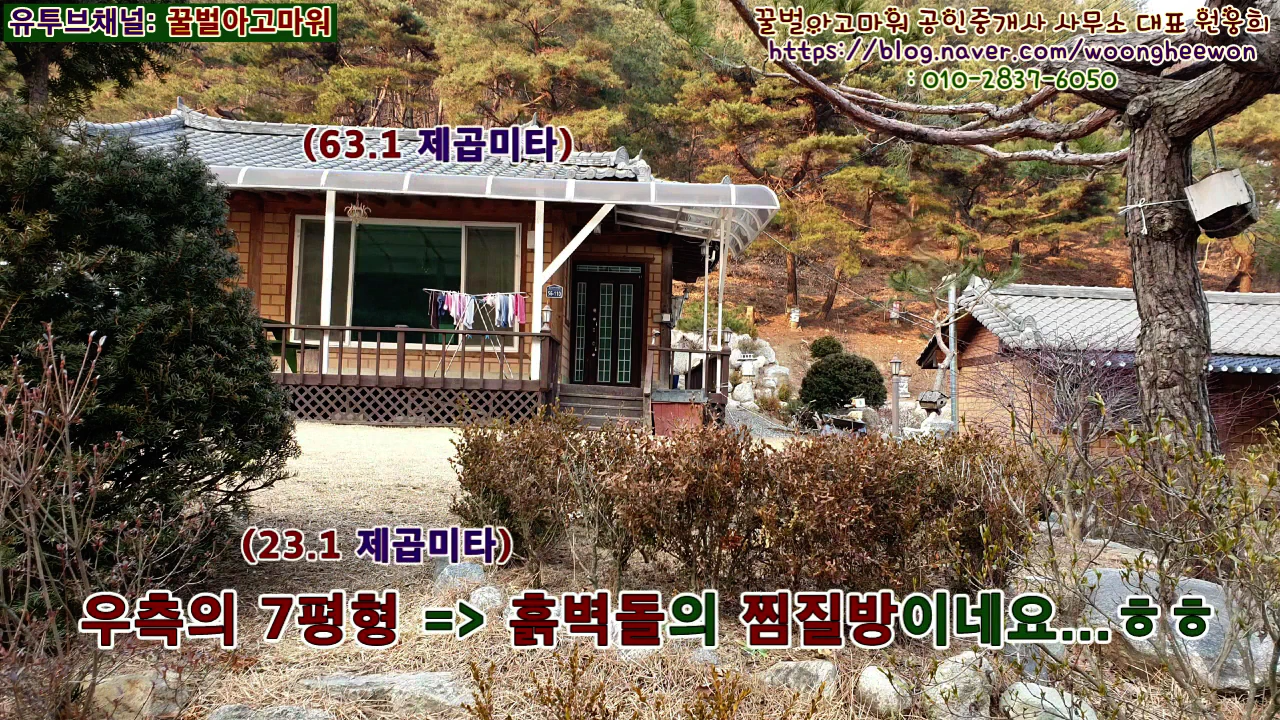 유투브채널: 꿀벌아고마워
꿀벌아고마워 공인중개사 사무소 대표 원웅희
https://blog.naver.com/woongheewon
: 010-2837-6050
(63.1 제곱미타)
(23.1 제곱미타)
우측의 7평형 => 흙벽돌의 찜질방이네요...ㅎㅎ